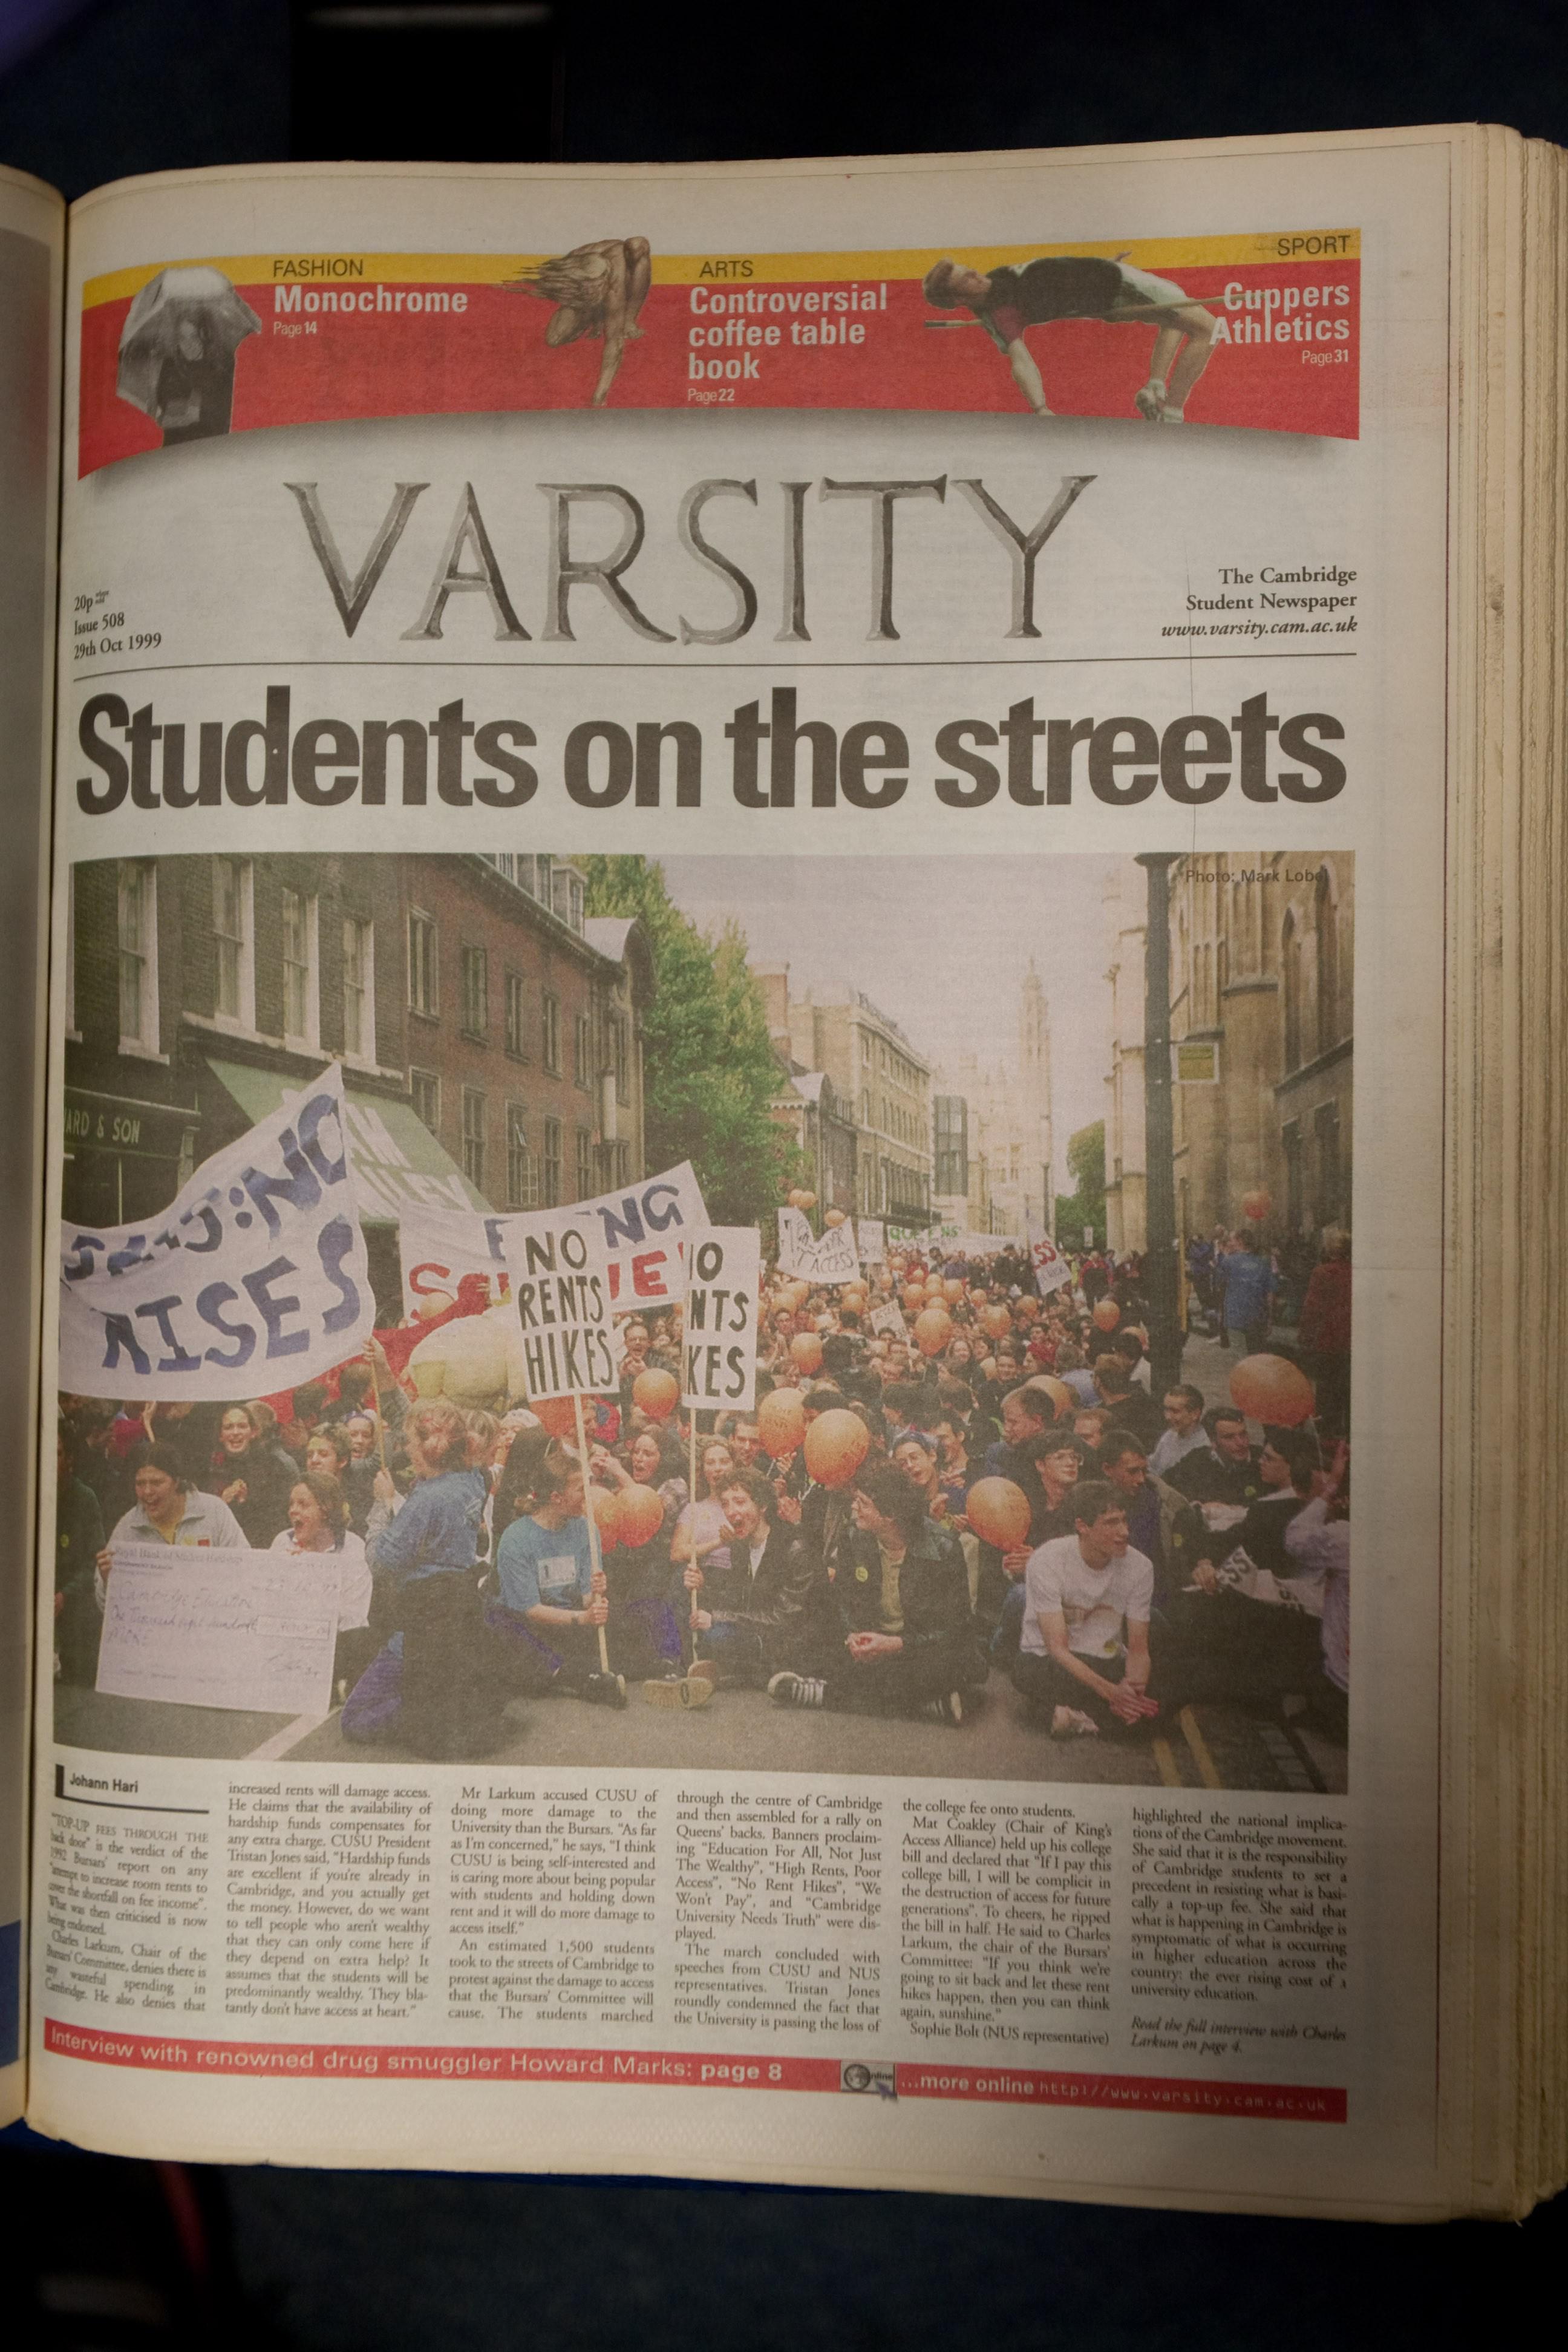 FASHION
Monochrome
Page 14
ARTS
Controversial
coffee table
book
Page 22
SPORT
Cuppers
Athletics
Page 31
VARSITY
20p
Issue 508
29th Oct 1999
The Cambridge
Student Newspaper
www.varsity.cam.ac.uk
Students on the streets
Photo: Mark Lobel
ARD & SON
NO
RISES
NG
NO
RENTS
HIKES
IO
NTS
KES
ACCESS
QUEENS'
SS
Johann Hari
"TOP-UP FEES THROUGH THE
back door" is the verdict of the
1992 Bursars' report on any
"attempt to increase room rents to
cover the shortfall on fee income".
What was then criticised is now
being endorsed.
Charles Larkum, Chair of the
Bursars' Committee, denies there is
any wasteful spending in
Cambridge. He also denies that
increased rents will damage access.
He claims that the availability of
hardship funds compensates for
any extra charge. CUSU President
Tristan Jones said, "Hardship funds
are excellent if you're already in
Cambridge, and you actually get
the money. However, do we want
to tell people who aren't wealthy
that they can only come here if
they depend on extra help? It
assumes that the students will be
predominantly wealthy. They bla-
tantly don't have access at heart."
Mr Larkum accused CUSU of
doing more damage to the
University than the Bursars. "As far
as I'm concerned," he says, "I think
CUSU is being self-interested and
is caring more about being popular
with students and holding down
rent and it will do more damage to
access itself."
An estimated 1,500 students
took to the streets of Cambridge to
protest against the damage to access
that the Bursars' Committee will
cause. The students marched
through the centre of Cambridge
and then assembled for a rally on
Queens' backs. Banners proclaim-
ing "Education For All, Not Just
The Wealthy", "High Rents, Poor
Access", "No Rent Hikes", "We
Won't Pay", and "Cambridge
University Needs Truth" were dis-
played.
The march concluded with
speeches from CUSU and NUS
representatives. Tristan Jones
roundly condemned the fact that
the University is passing the loss of
the college fee onto students.
Mat Coakley (Chair of King's
Access Alliance) held up his college
bill and declared that "If I pay this
college bill, I will be complicit in
the destruction of access for future
generations". To cheers, he ripped
the bill in half. He said to Charles
Larkum, the chair of the Bursars'
Committee: "If you think we're
going to sit back and let these rent
hikes happen, then you can think
again, sunshine."
Sophie Bolt (NUS representative)
highlighted the national implica-
tions of the Cambridge movement.
She said that it is the responsibility
of Cambridge students to set a
precedent in resisting what is basi-
cally a top-up fee. She said that
what is happening in Cambridge is
symptomatic of what is occurring
in higher education across the
country: the ever rising cost of a
university education.
Read the full interview with Charles
Larkum on page 4.
Interview with renowned drug smuggler Howard Marks: page 8
online
...more online http://www.varsity.cam.ac.uk